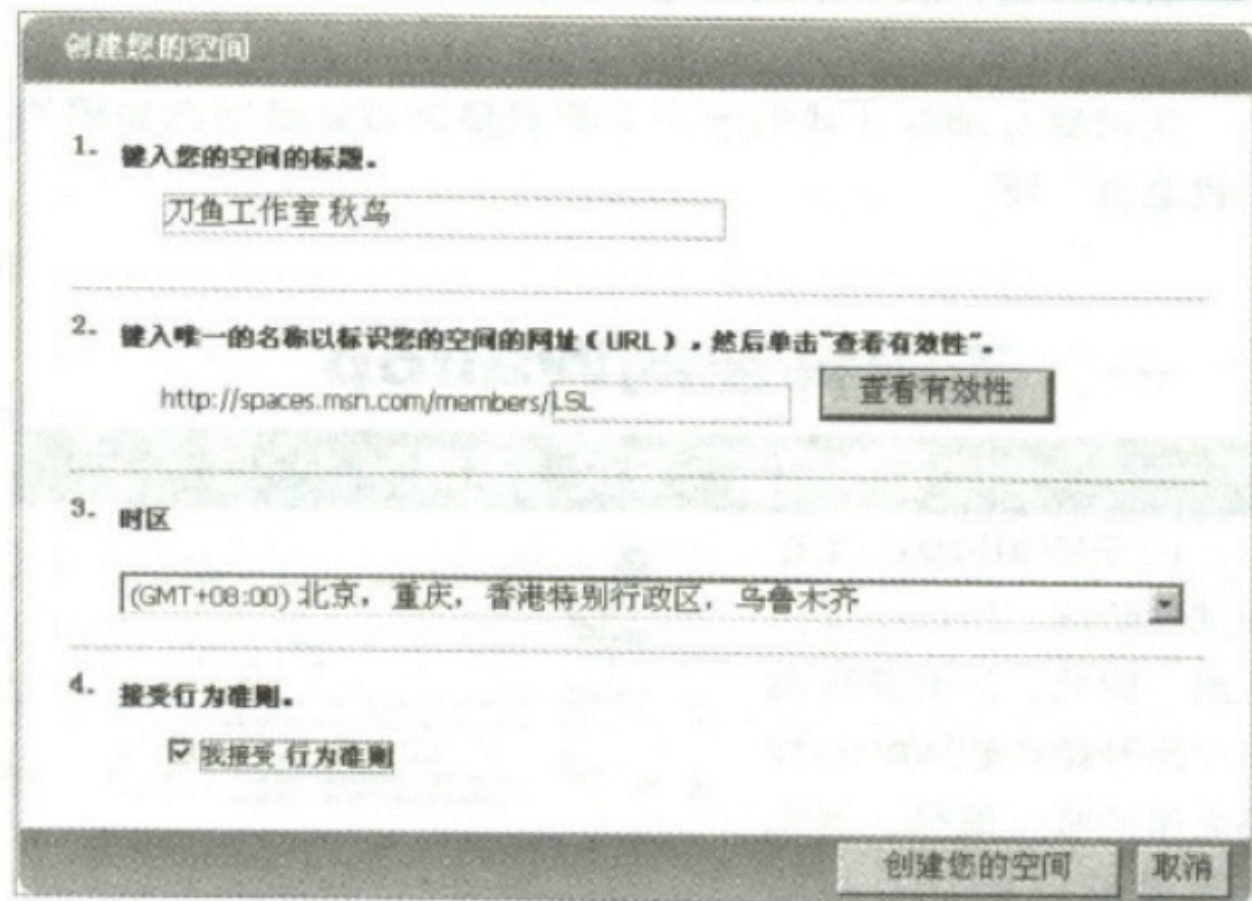 创建您的空间
1. 键入您的空间的标题。
刀鱼工作室 秋鸟
2. 键入唯一的名称以标识您的空间的网址(URL),然后单击"查看有效性"。
http://spaces.msn.com/members/LSL 查看有效性
3. 时区
(GMT+08:00) 北京,重庆,香港特别行政区,乌鲁木齐
4. 接受行为准则。
我接受 行为准则
创建您的空间 取消